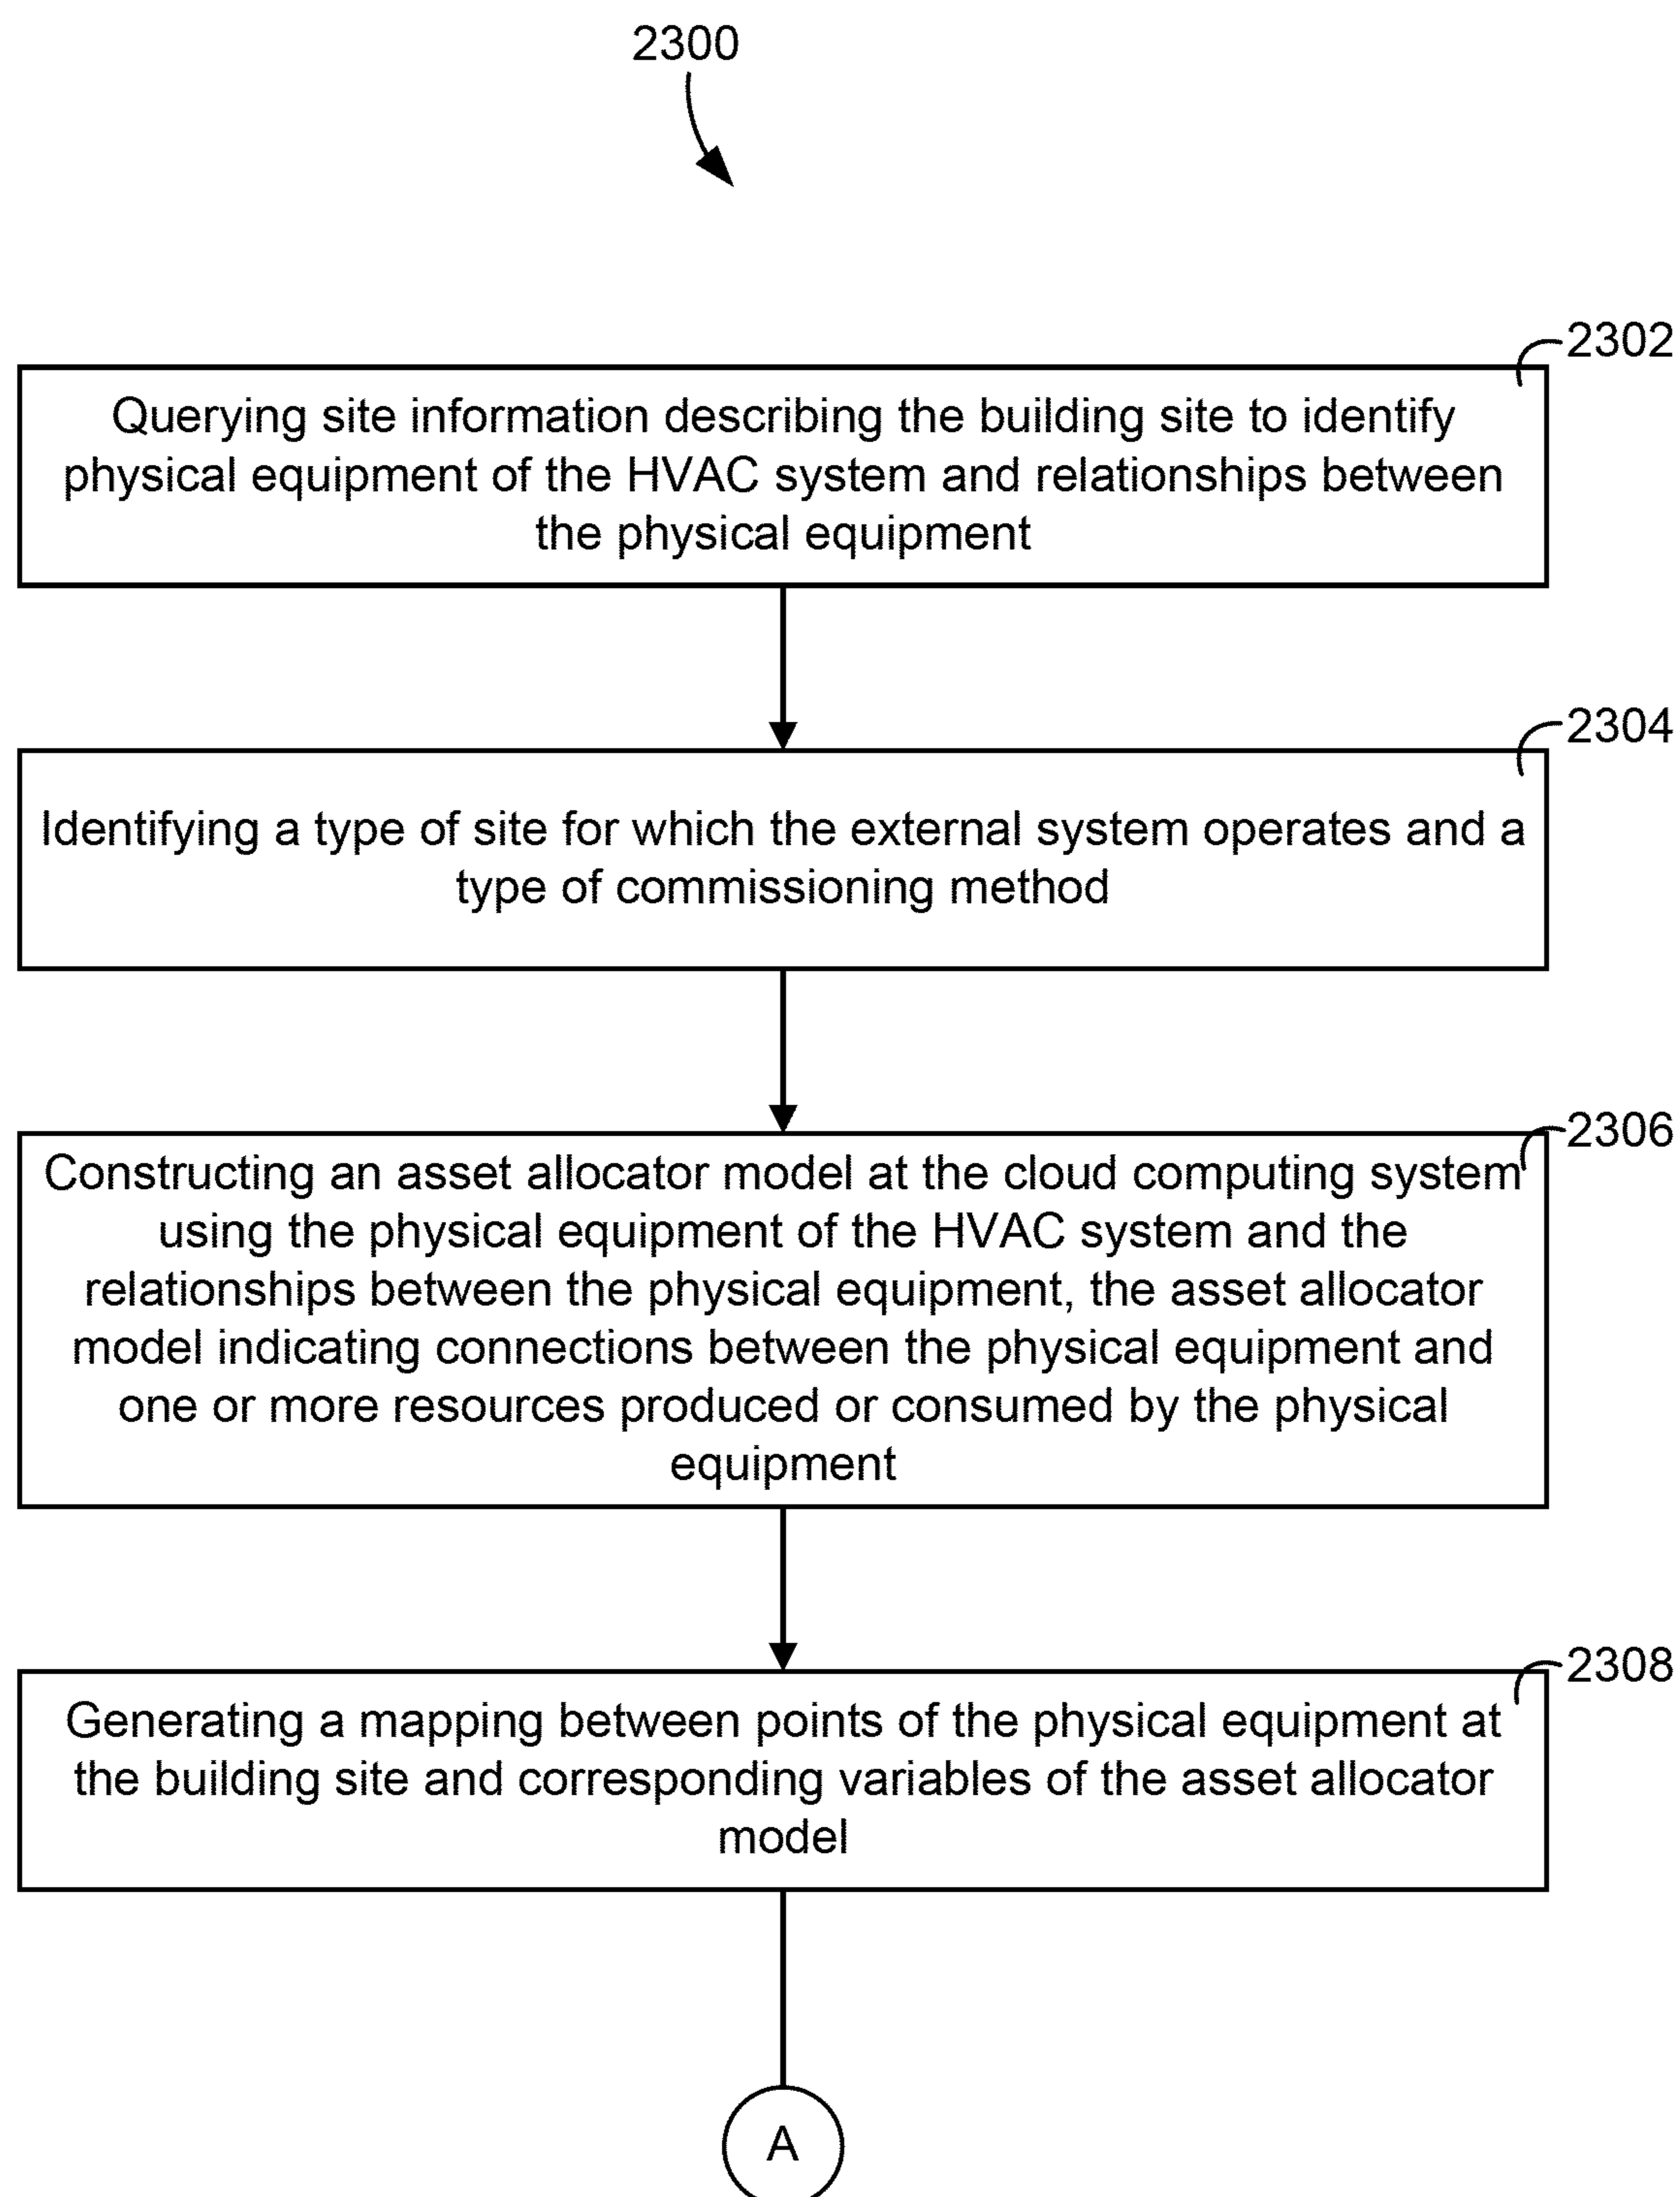 2300
2302
Querying site information describing the building site to identify
physical equipment of the HVAC system and relationships between
the physical equipment
2304
Identifying a type of site for which the external system operates and a
type of commissioning method
2306
Constructing an asset allocator model at the cloud computing system
using the physical equipment of the HVAC system and the
relationships between the physical equipment, the asset allocator
model indicating connections between the physical equipment and
one or more resources produced or consumed by the physical
equipment
2308
Generating a mapping between points of the physical equipment at
the building site and corresponding variables of the asset allocator
model
A